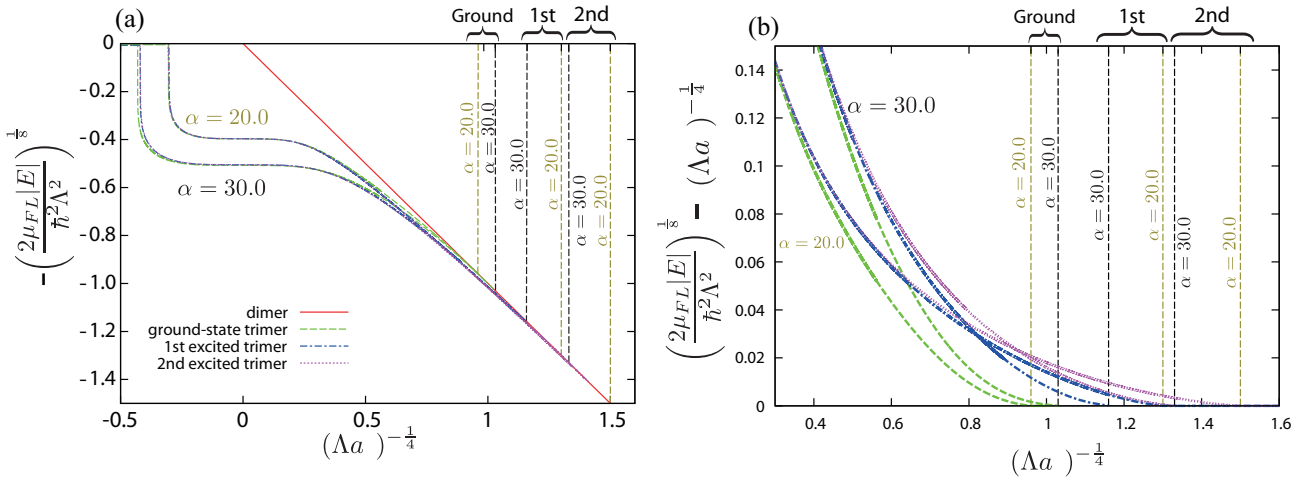 (a)
Ground
1st
2nd
0
-0.2
-0.4
-0.6
-0.8
-1.0
-1.2
-1.4
-0.5
0
0.5
1
1.5
α = 20.0
α = 30.0
α = 20.0
α = 30.0
α = 30.0
α = 20.0
α = 30.0
α = 20.0
dimer
ground-state trimer
1st excited trimer
2nd excited trimer
−(2μ_{FL}|E| / ℏ²Λ²)^{1/8}
(Λa )^{−1/4}
(b)
Ground
1st
2nd
0.14
0.12
0.1
0.08
0.06
0.04
0.02
0
0.4
0.6
0.8
1.0
1.2
1.4
1.6
α = 30.0
α = 20.0
α = 20.0
α = 30.0
α = 30.0
α = 20.0
α = 30.0
α = 20.0
(2μ_{FL}|E| / ℏ²Λ²)^{1/8} − (Λa )^{−1/4}
(Λa )^{−1/4}